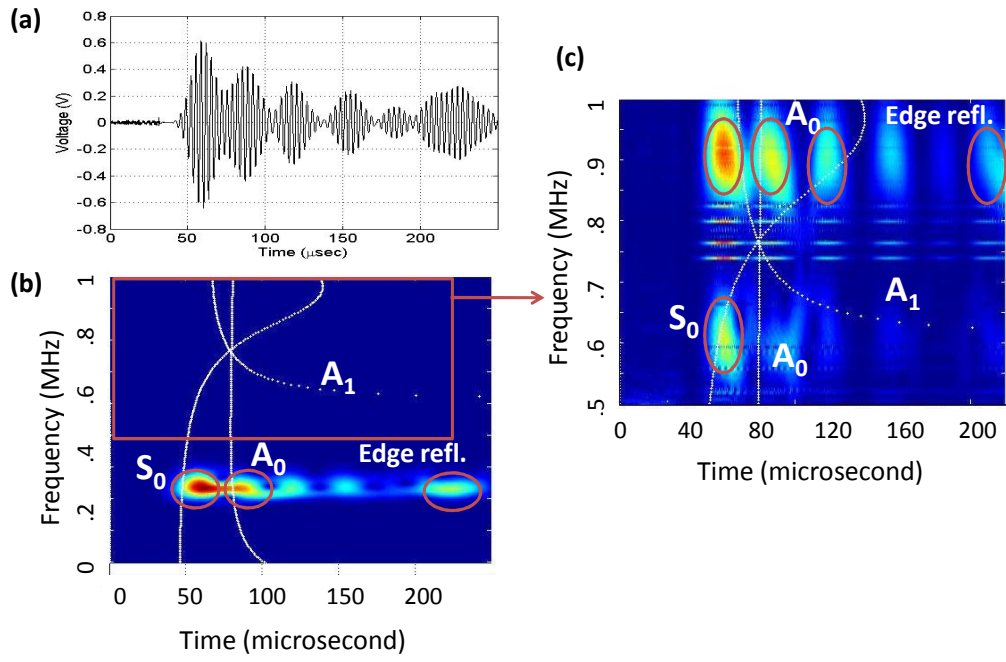 (a)
Voltage (V)
0.8
0.6
0.4
0.2
0
-0.2
-0.4
-0.6
-0.8
0 50 100 150 200
Time (μsec)
(b)
Frequency (MHz)
1
.8
.6
.4
.2
0
A1
S0 A0 Edge refl.
0 50 100 150 200
Time (microsecond)
(c)
Frequency (MHz)
1
.9
.8
.7
.6
.5
A0 Edge refl.
A1
S0
A0
0 40 60 80 120 160 210
Time (microsecond)